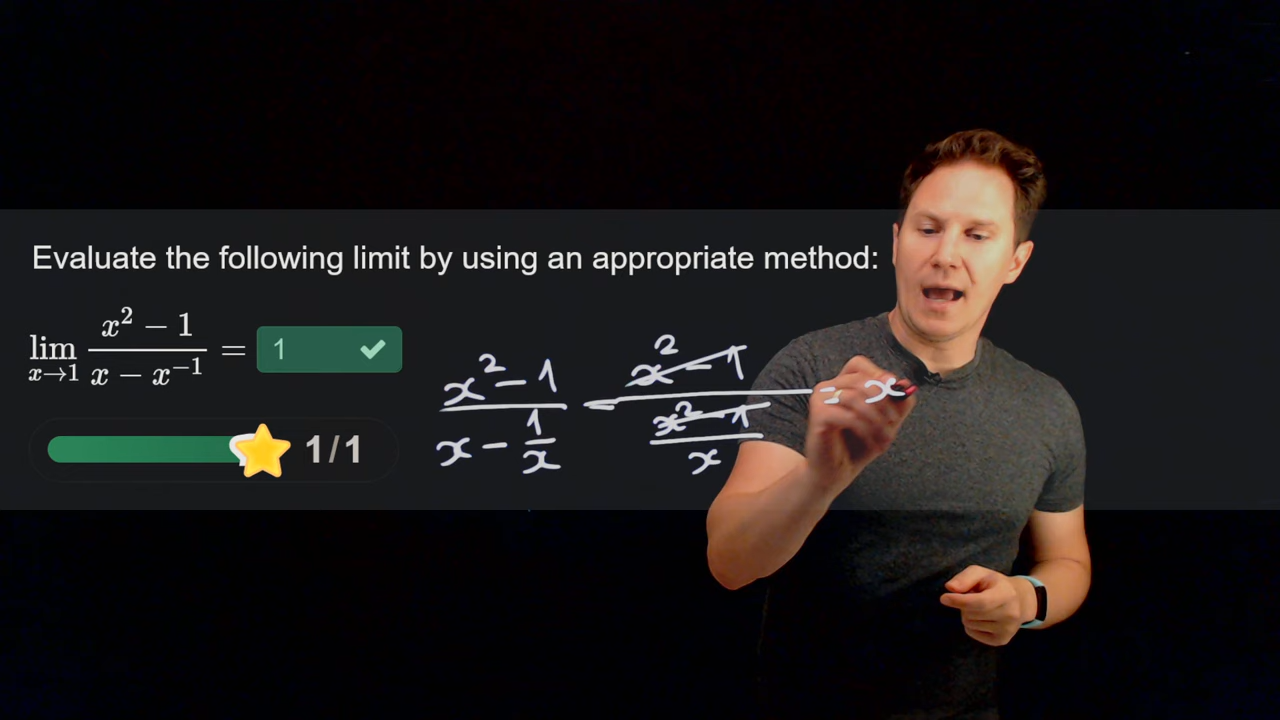 Evaluate the following limit by using an appropriate method:
lim x→1 (x² − 1)/(x − x⁻¹) = 1 ✓
1/1
(x² − 1)/(x − 1/x) = (x² − 1)/((x² − 1)/x) = x